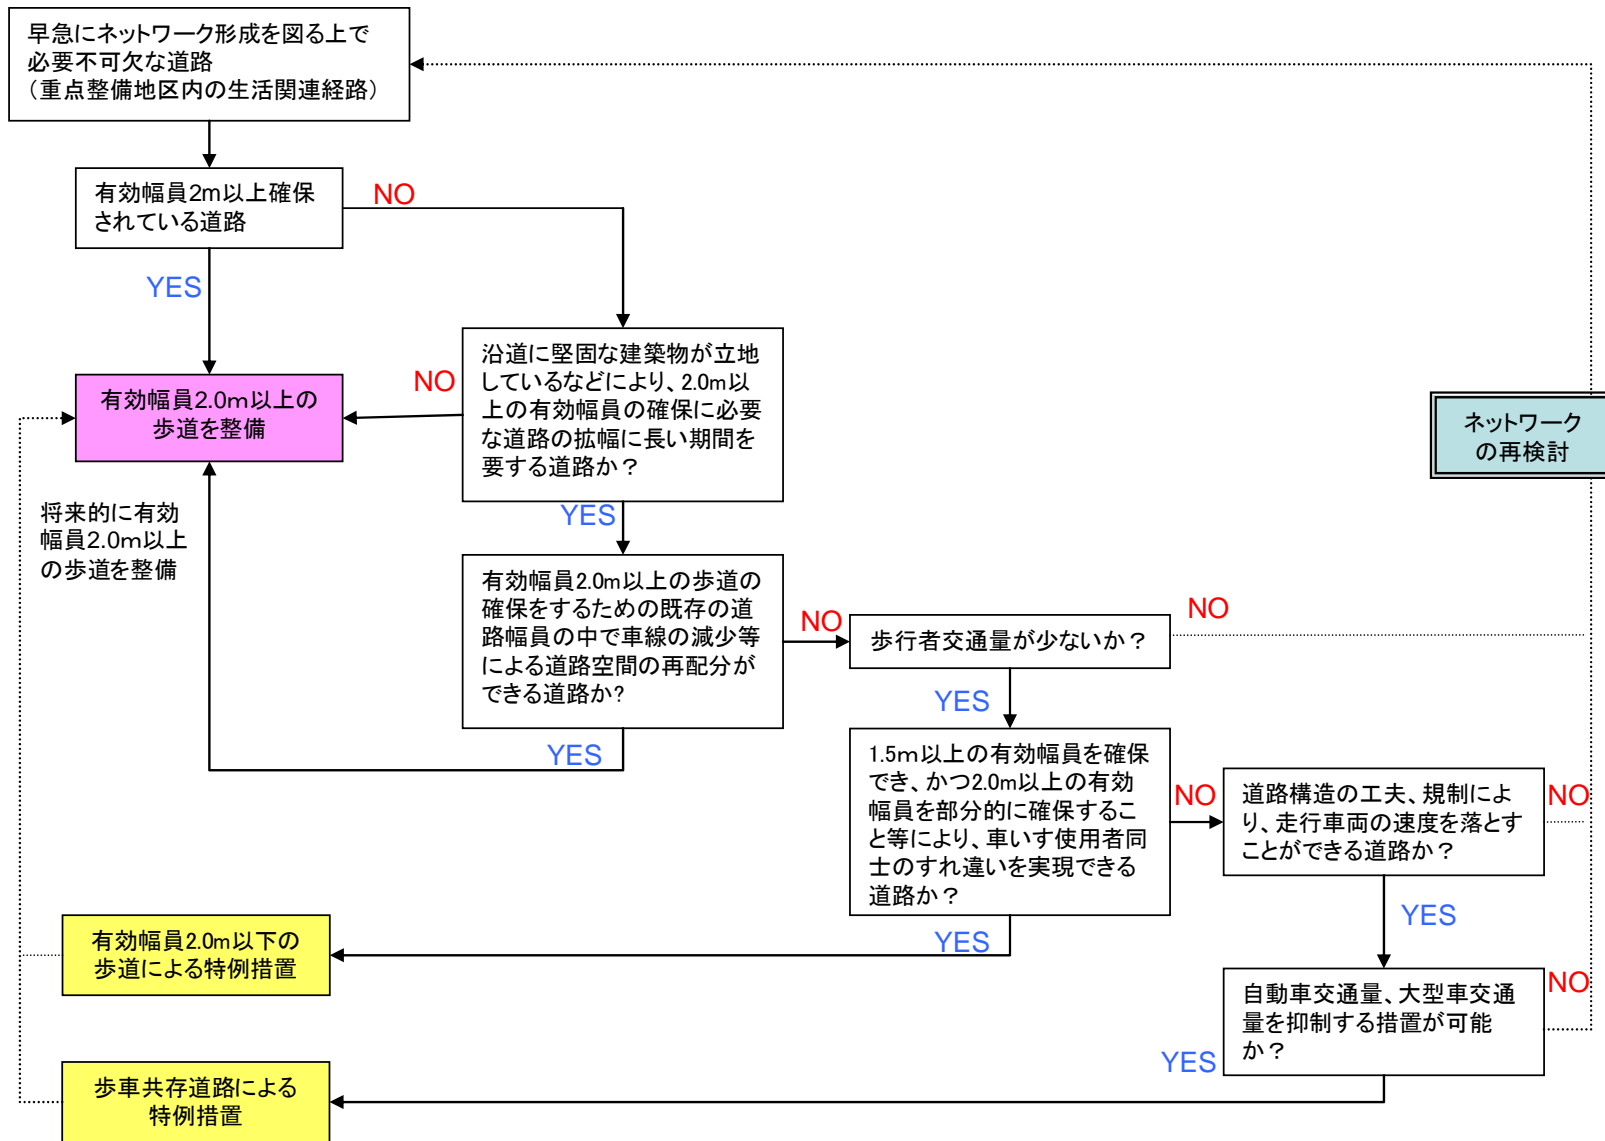 早急にネットワーク形成を図る上で
必要不可欠な道路
（重点整備地区内の生活関連経路）
有効幅員2m以上確保
されている道路
NO
YES
沿道に堅固な建築物が立地
しているなどにより、2.0m以
上の有効幅員の確保に必要
な道路の拡幅に長い期間を
要する道路か？
NO
有効幅員2.0m以上の
歩道を整備
ネットワーク
の再検討
将来的に有効
幅員2.0m以上
の歩道を整備
YES
有効幅員2.0m以上の歩道の
確保をするための既存の道
路幅員の中で車線の減少等
による道路空間の再配分が
できる道路か?
NO
歩行者交通量が少ないか？
NO
YES
YES
1.5m以上の有効幅員を確保
でき、かつ2.0m以上の有効
幅員を部分的に確保するこ
と等により、車いす使用者同
士のすれ違いを実現できる
道路か？
NO
道路構造の工夫、規制によ
り、走行車両の速度を落とす
ことができる道路か？
NO
YES
YES
有効幅員2.0m以下の
歩道による特例措置
自動車交通量、大型車交通
量を抑制する措置が可能
か？
NO
YES
歩車共存道路による
特例措置